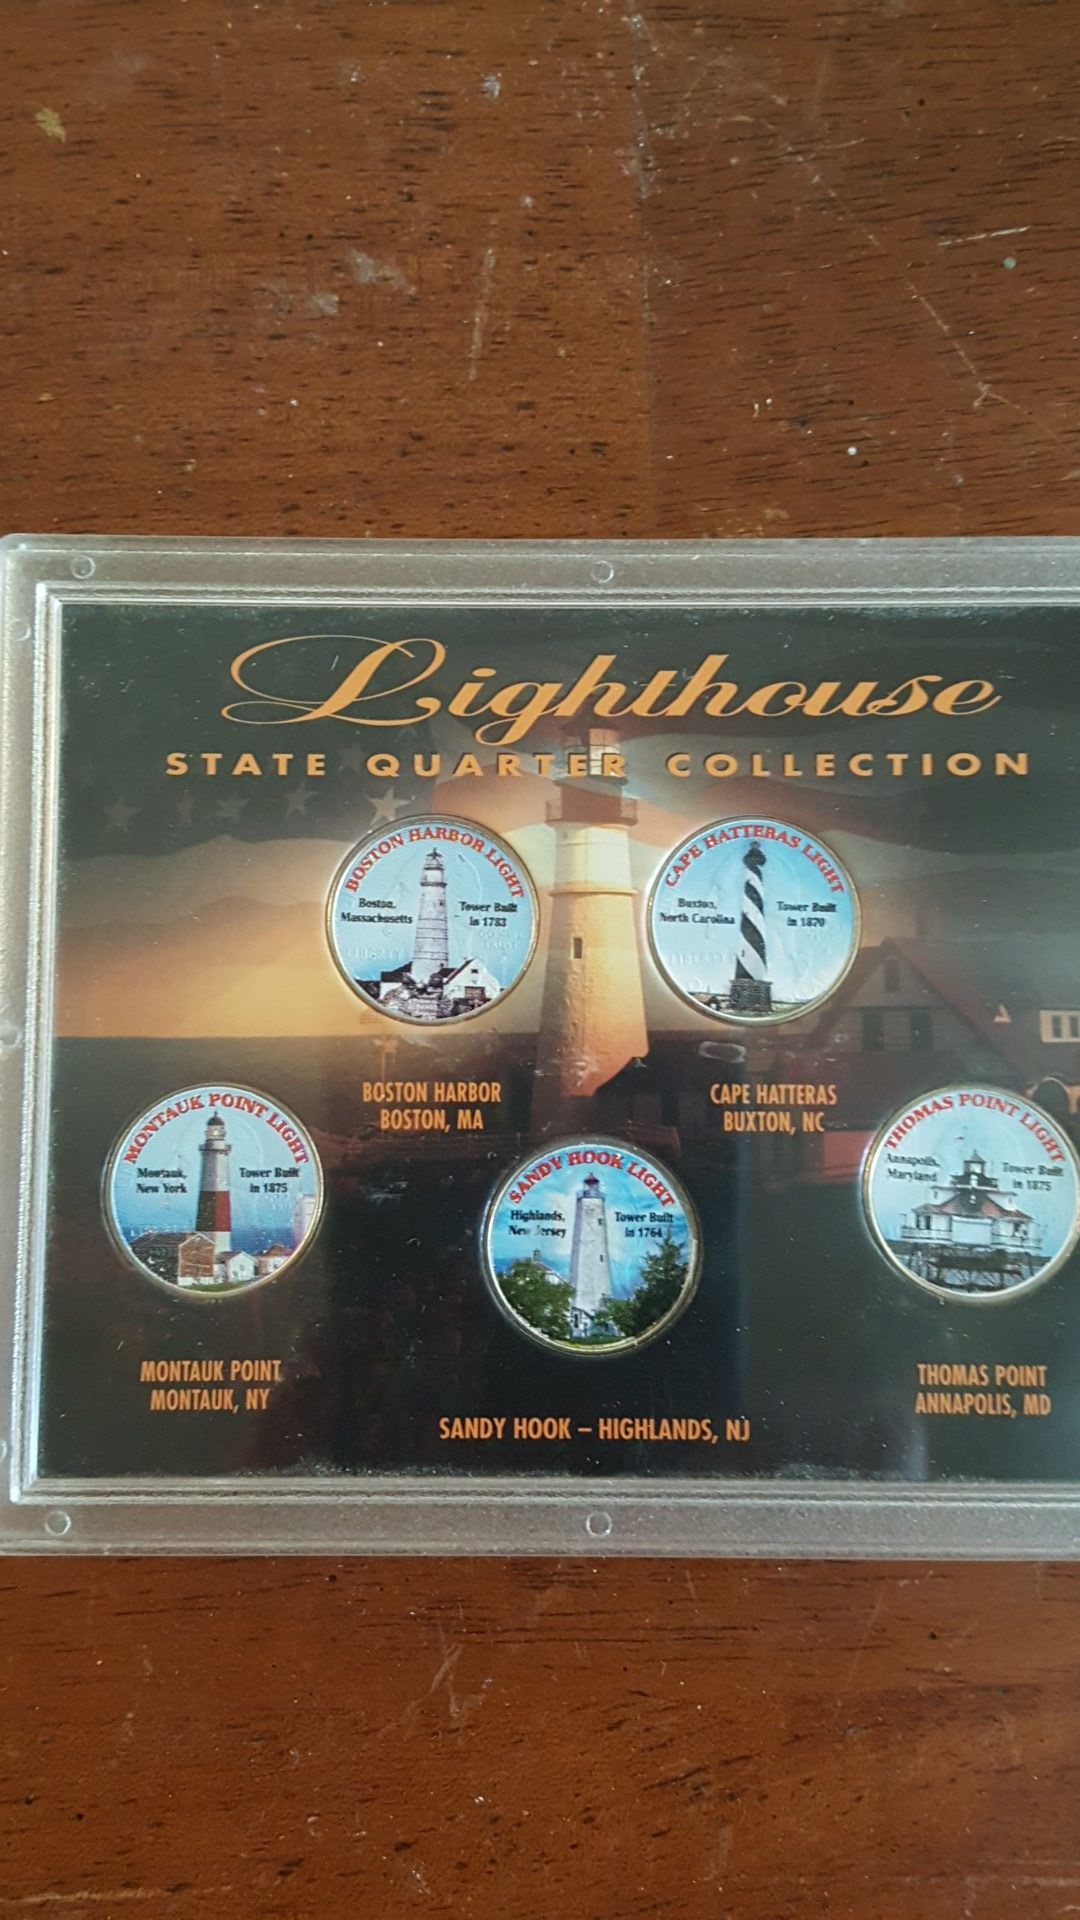 Lighthouse
STATE QUARTER COLLECTION
BOSTON HARBOR LIGHT
Boston,
Massachusetts
Tower Built
in 1783
LIBERTY
BOSTON HARBOR
BOSTON, MA
CAPE HATTERAS LIGHT
Buxton,
North Carolina
Tower Built
in 1870
LIBERTY
CAPE HATTERAS
BUXTON, NC
MONTAUK POINT LIGHT
Montauk,
New York
Tower Built
in 1875
MONTAUK POINT
MONTAUK, NY
SANDY HOOK LIGHT
Highlands,
New Jersey
Tower Built
in 1764
SANDY HOOK – HIGHLANDS, NJ
THOMAS POINT LIGHT
Annapolis,
Maryland
Tower Built
in 1875
THOMAS POINT
ANNAPOLIS, MD